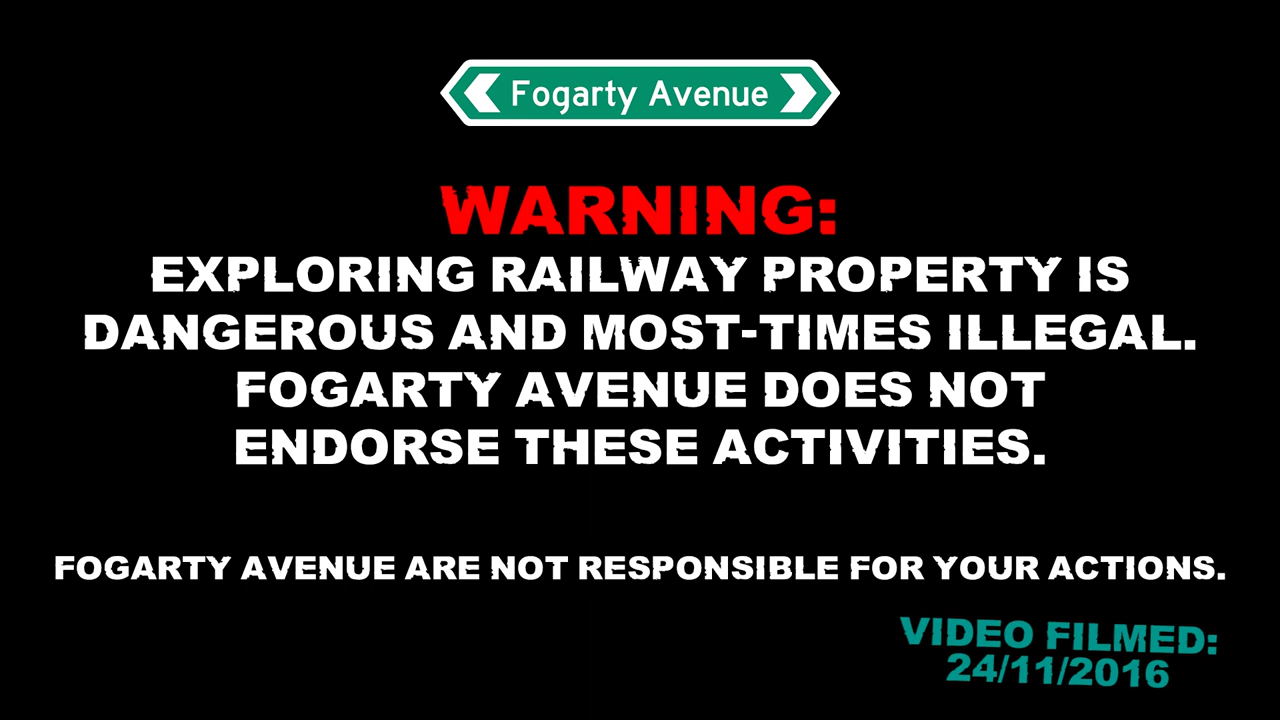 Fogarty Avenue
WARNING:
EXPLORING RAILWAY PROPERTY IS
DANGEROUS AND MOST-TIMES ILLEGAL.
FOGARTY AVENUE DOES NOT
ENDORSE THESE ACTIVITIES.
FOGARTY AVENUE ARE NOT RESPONSIBLE FOR YOUR ACTIONS.
VIDEO FILMED:
24/11/2016